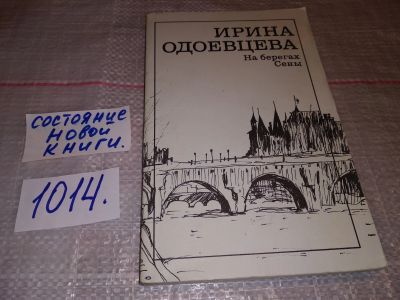 ИРИНА
ОДОЕВЦЕВА
На берегах
Сены
состояние
новой
книги.
1014.